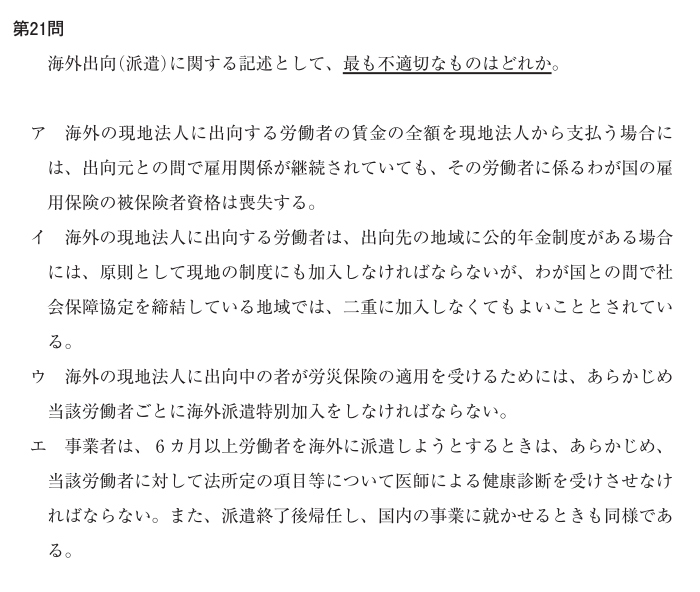 第21問
海外出向(派遣)に関する記述として、最も不適切なものはどれか。
ア 海外の現地法人に出向する労働者の賃金の全額を現地法人から支払う場合に
は、出向元との間で雇用関係が継続されていても、その労働者に係るわが国の雇
用保険の被保険者資格は喪失する。
イ 海外の現地法人に出向する労働者は、出向先の地域に公的年金制度がある場合
には、原則として現地の制度にも加入しなければならないが、わが国との間で社
会保障協定を締結している地域では、二重に加入しなくてもよいこととされてい
る。
ウ 海外の現地法人に出向中の者が労災保険の適用を受けるためには、あらかじめ
当該労働者ごとに海外派遣特別加入をしなければならない。
エ 事業者は、6カ月以上労働者を海外に派遣しようとするときは、あらかじめ、
当該労働者に対して法所定の項目等について医師による健康診断を受けさせなけ
ればならない。また、派遣終了後帰任し、国内の事業に就かせるときも同様であ
る。